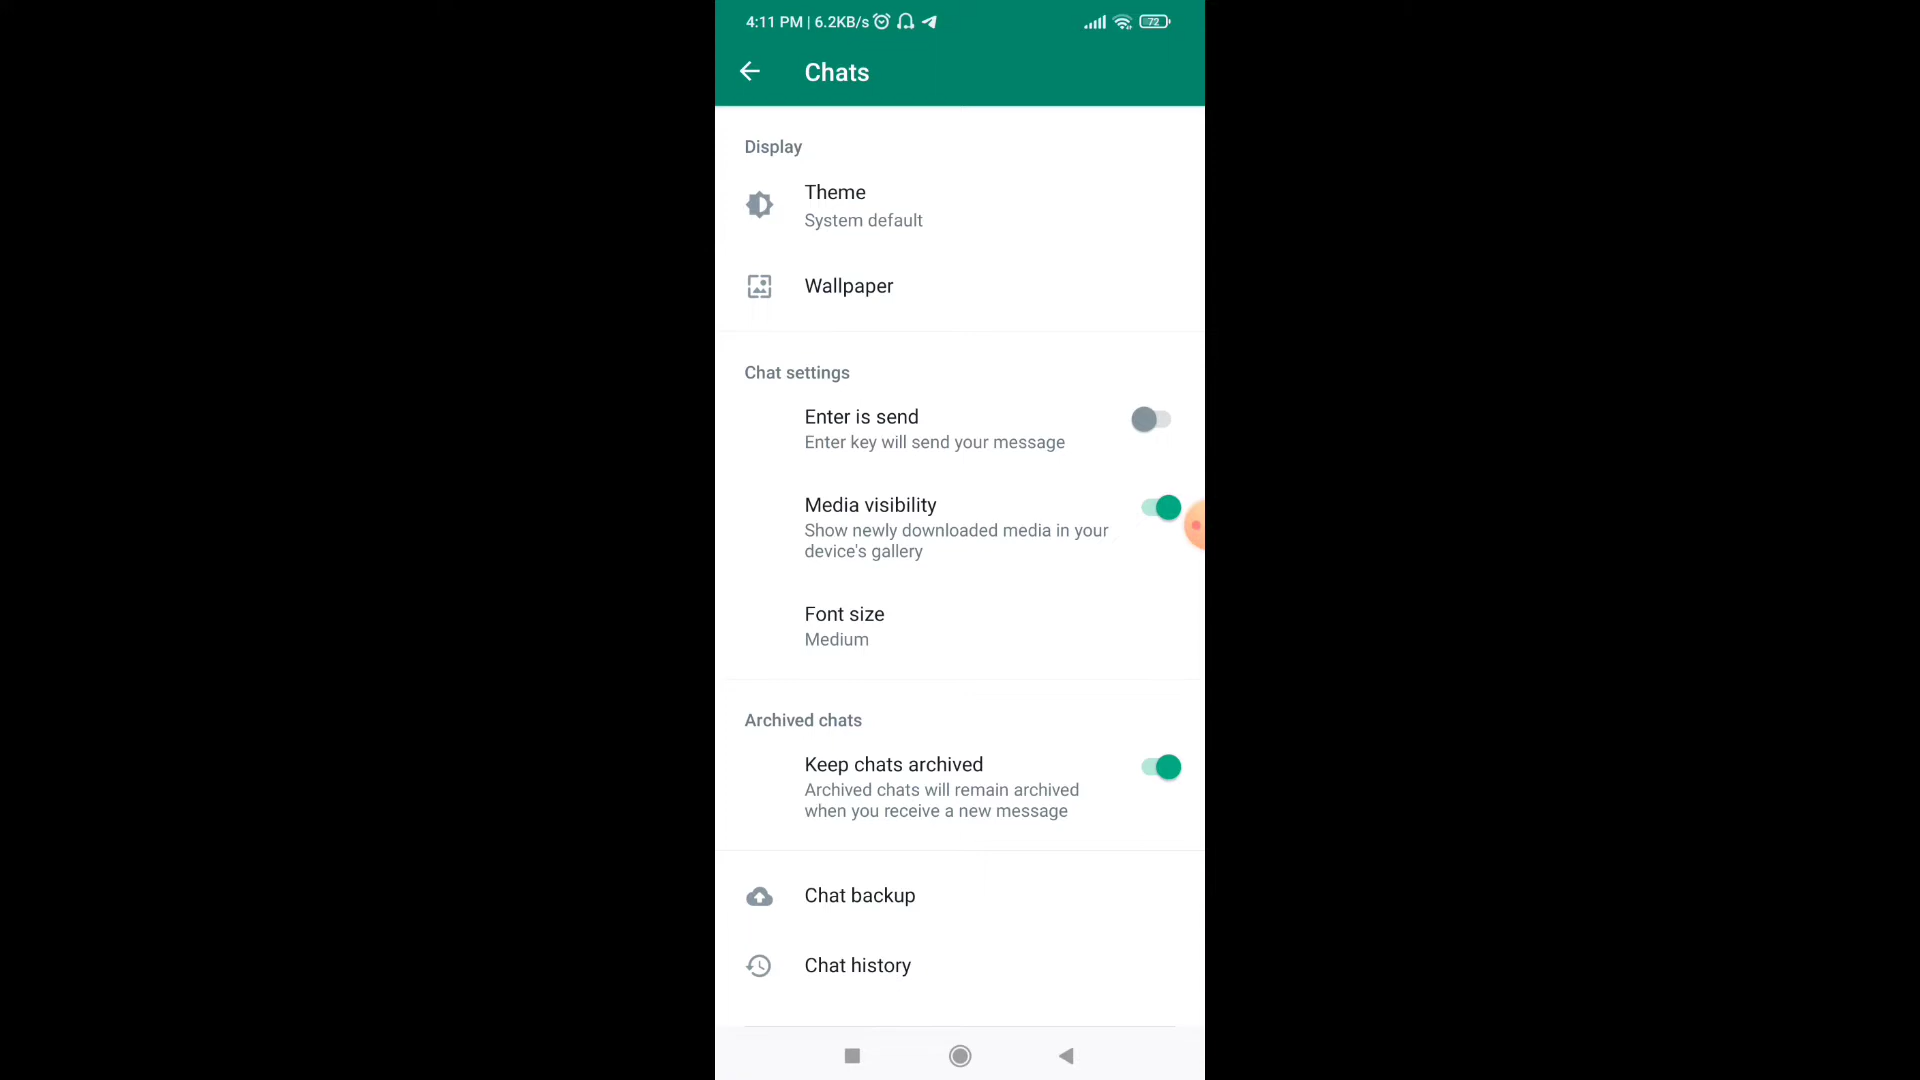 4:11 PM | 6.2KB/s
72
Chats
Display
Theme
System default
Wallpaper
Chat settings
Enter is send
Enter key will send your message
Media visibility
Show newly downloaded media in your
device's gallery
Font size
Medium
Archived chats
Keep chats archived
Archived chats will remain archived
when you receive a new message
Chat backup
Chat history